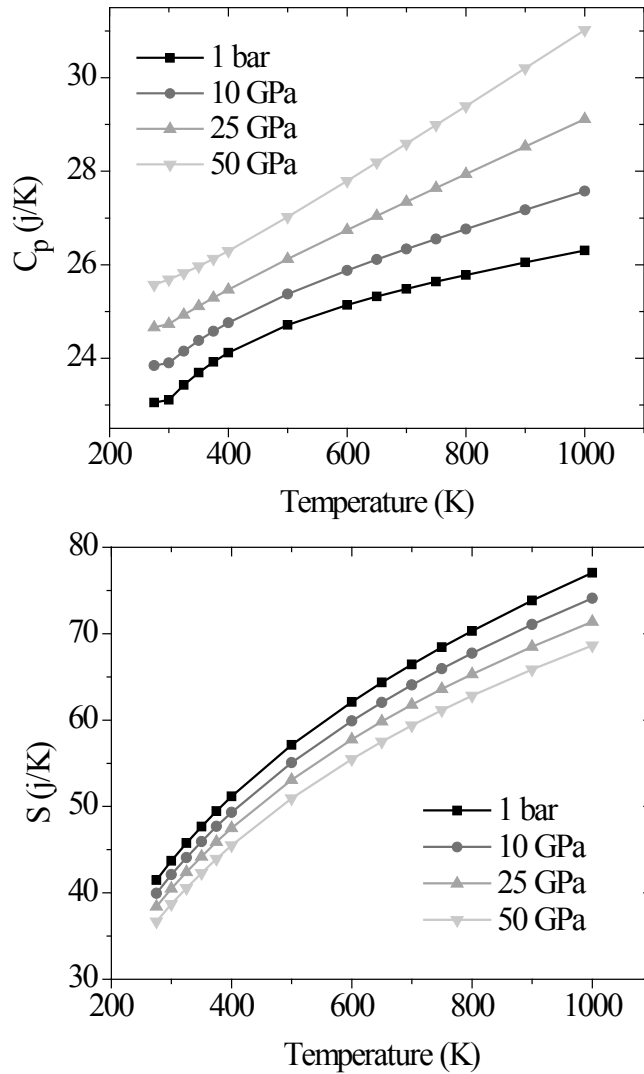 1 bar
10 GPa
25 GPa
50 GPa
C_p (j/K)
30
28
26
24
200 400 600 800 1000
Temperature (K)
80
70
60
50
40
30
S (j/K)
1 bar
10 GPa
25 GPa
50 GPa
200 400 600 800 1000
Temperature (K)